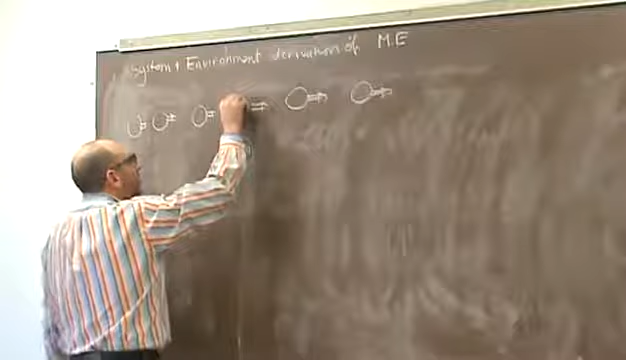 System + Environment derivation of M.E